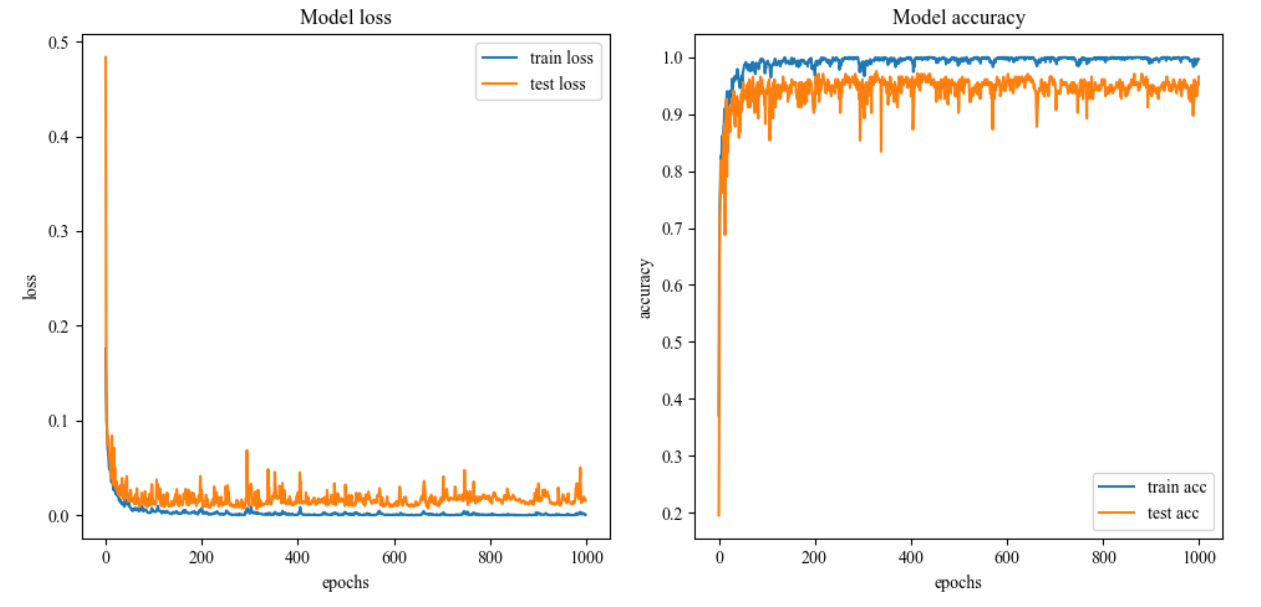 Model loss
0.5
0.4
0.3
0.2
0.1
0.0
loss
0
200
400
600
800
1000
epochs
train loss
test loss
Model accuracy
1.0
0.9
0.8
0.7
0.6
0.5
0.4
0.3
0.2
accuracy
0
200
400
600
800
1000
epochs
train acc
test acc